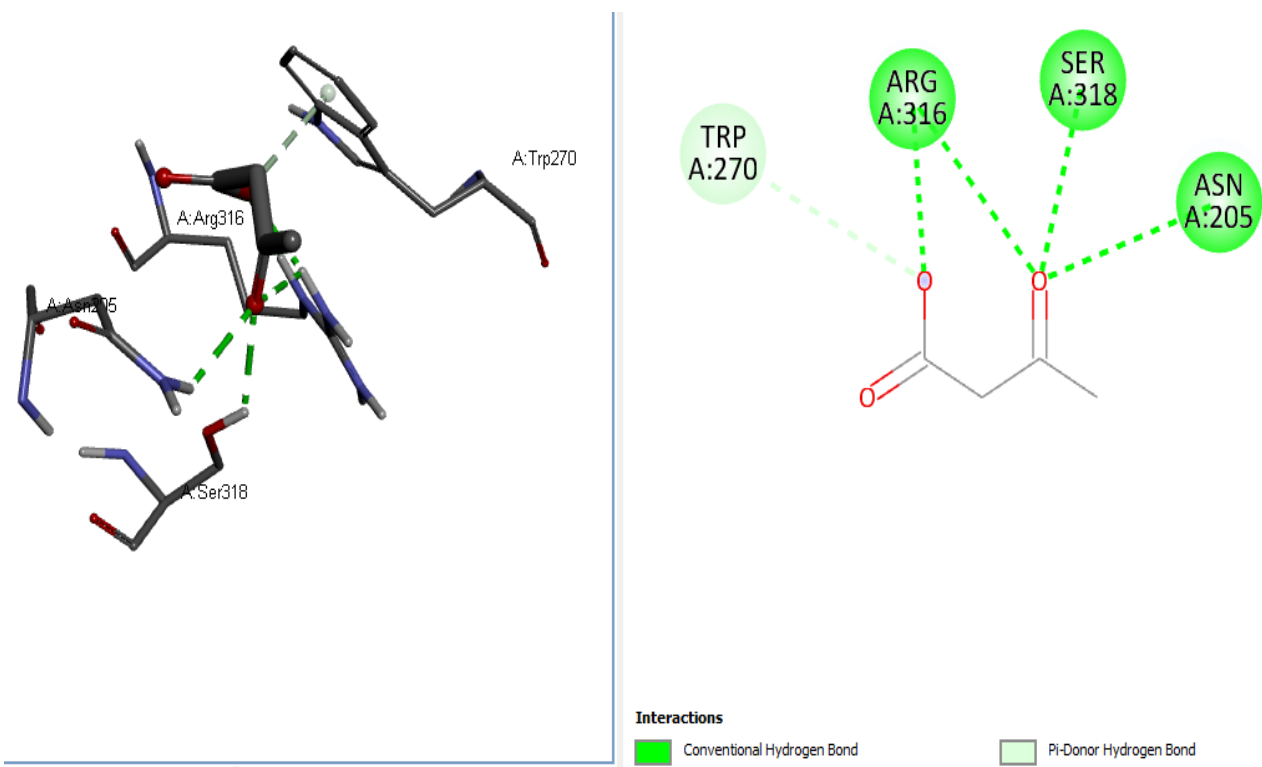 A:Trp270
A:Arg316
A:Asn205
A:Ser318
TRP
A:270
ARG
A:316
SER
A:318
ASN
A:205
O
O
O
Interactions
Conventional Hydrogen Bond
Pi-Donor Hydrogen Bond